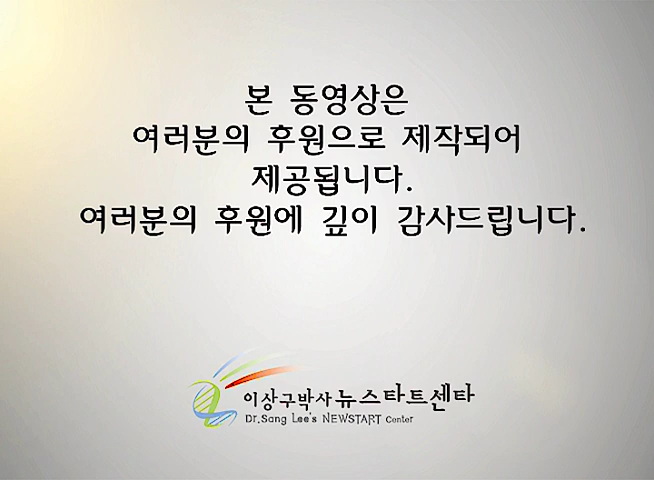 본 동영상은
여러분의 후원으로 제작되어
제공됩니다.
여러분의 후원에 깊이 감사드립니다.
이상구박사 뉴스타트센타
Dr.Sang Lee's NEWSTART Center